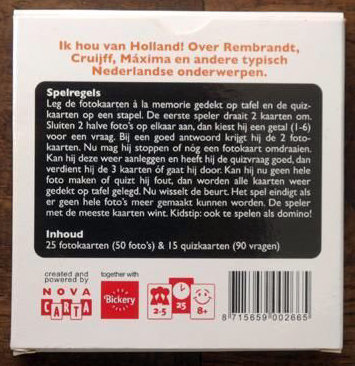 Ik hou van Holland! Over Rembrandt,
Cruijff, Máxima en andere typisch
Nederlandse onderwerpen.
Spelregels
Leg de fotokaarten á la memorie gedekt op tafel en de quiz-
kaarten op een stapel. De eerste speler draait 2 kaarten om.
Sluiten 2 halve foto's op elkaar aan, dan kiest hij een getal (1-6)
voor een vraag. Bij een goed antwoord krijgt hij de 2 foto-
kaarten. Nu mag hij stoppen of nóg een fotokaart omdraaien.
Kan hij deze weer aanleggen en heeft hij de quizvraag goed, dan
verdient hij de 3 kaarten óf gaat hij door. Kan hij nu geen hele
foto maken of quizt hij fout, dan worden alle kaarten weer
gedekt op tafel gelegd. Nu wisselt de beurt. Het spel eindigt als
er geen hele foto's meer gemaakt kunnen worden. De speler
met de meeste kaarten wint. Kidstip: ook te spelen als domino!
Inhoud
25 fotokaarten (50 foto's) & 15 quizkaarten (90 vragen)
created and
powered by
NOVA
CARTA
together with
Bickery
2-5
25
8+
8 715659 002665